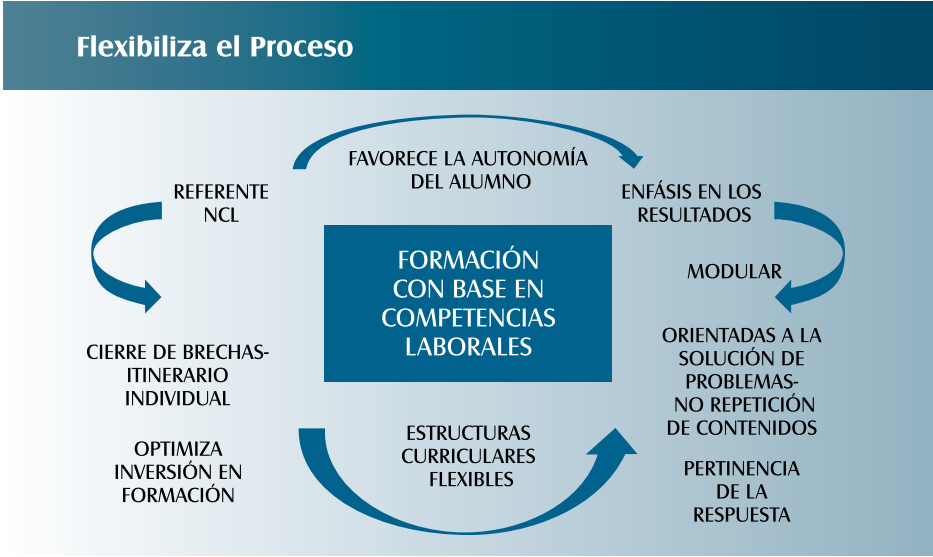 Flexibiliza el Proceso
FAVORECE LA AUTONOMÍA
DEL ALUMNO
REFERENTE
NCL
ENFÁSIS EN LOS
RESULTADOS
FORMACIÓN
CON BASE EN
COMPETENCIAS
LABORALES
MODULAR
CIERRE DE BRECHAS-
ITINERARIO
INDIVIDUAL
ORIENTADAS A LA
SOLUCIÓN DE
PROBLEMAS-
NO REPETICIÓN
DE CONTENIDOS
OPTIMIZA
INVERSIÓN EN
FORMACIÓN
ESTRUCTURAS
CURRICULARES
FLEXIBLES
PERTINENCIA
DE LA
RESPUESTA